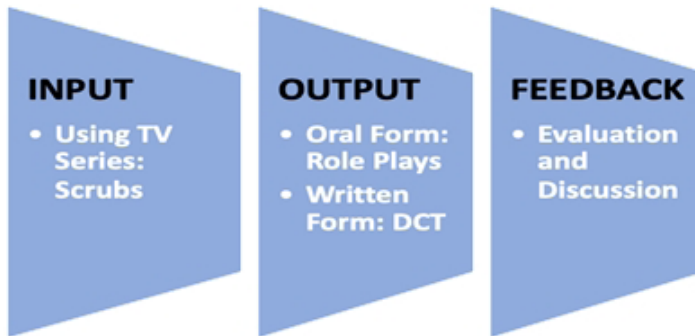 INPUT
• Using TV
Series:
Scrubs
OUTPUT
• Oral Form:
Role Plays
• Written
Form: DCT
FEEDBACK
• Evaluation
and
Discussion